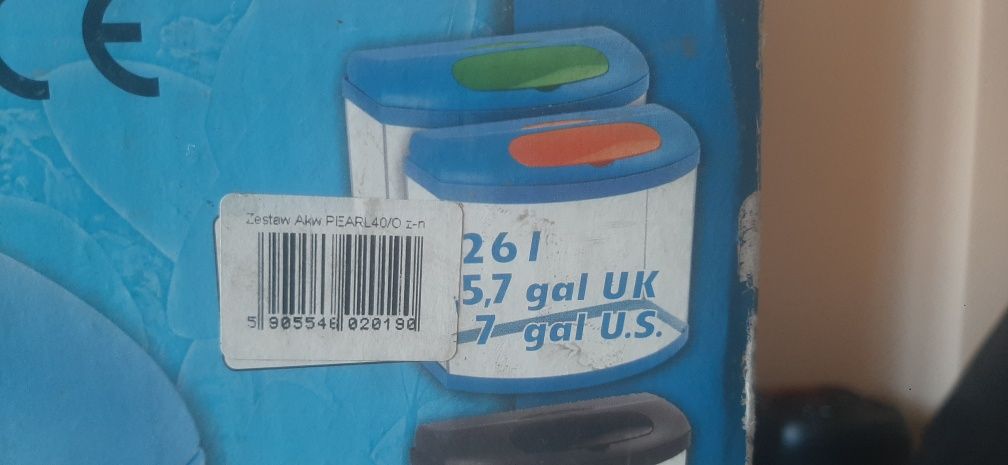 CE
Zestaw Akw.PEARL40/O z-n
5 905546 020190
26 l
5,7 gal UK
7 gal U.S.